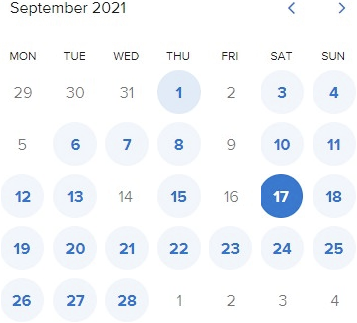 September 2021
MON TUE WED THU FRI SAT SUN
29 30 31 1 2 3 4
5 6 7 8 9 10 11
12 13 14 15 16 17 18
19 20 21 22 23 24 25
26 27 28 1 2 3 4